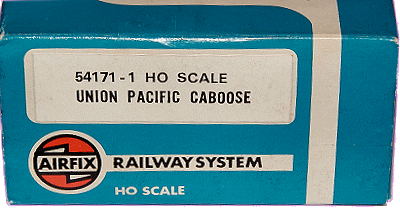 54171-1 HO SCALE
UNION PACIFIC CABOOSE
AIRFIX RAILWAY SYSTEM
HO SCALE